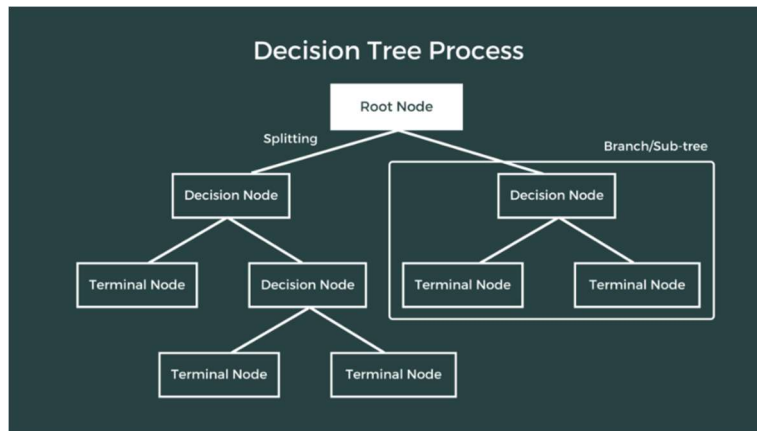 Decision Tree Process
Root Node
Splitting
Branch/Sub-tree
Decision Node
Decision Node
Terminal Node
Decision Node
Terminal Node
Terminal Node
Terminal Node
Terminal Node